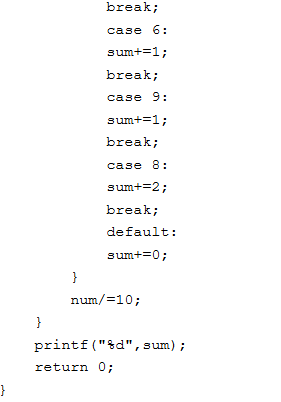 break;
case 6:
sum+=1;
break;
case 9:
sum+=1;
break;
case 8:
sum+=2;
break;
default:
sum+=0;
}
num/=10;
}
printf("%d",sum);
return 0;
}